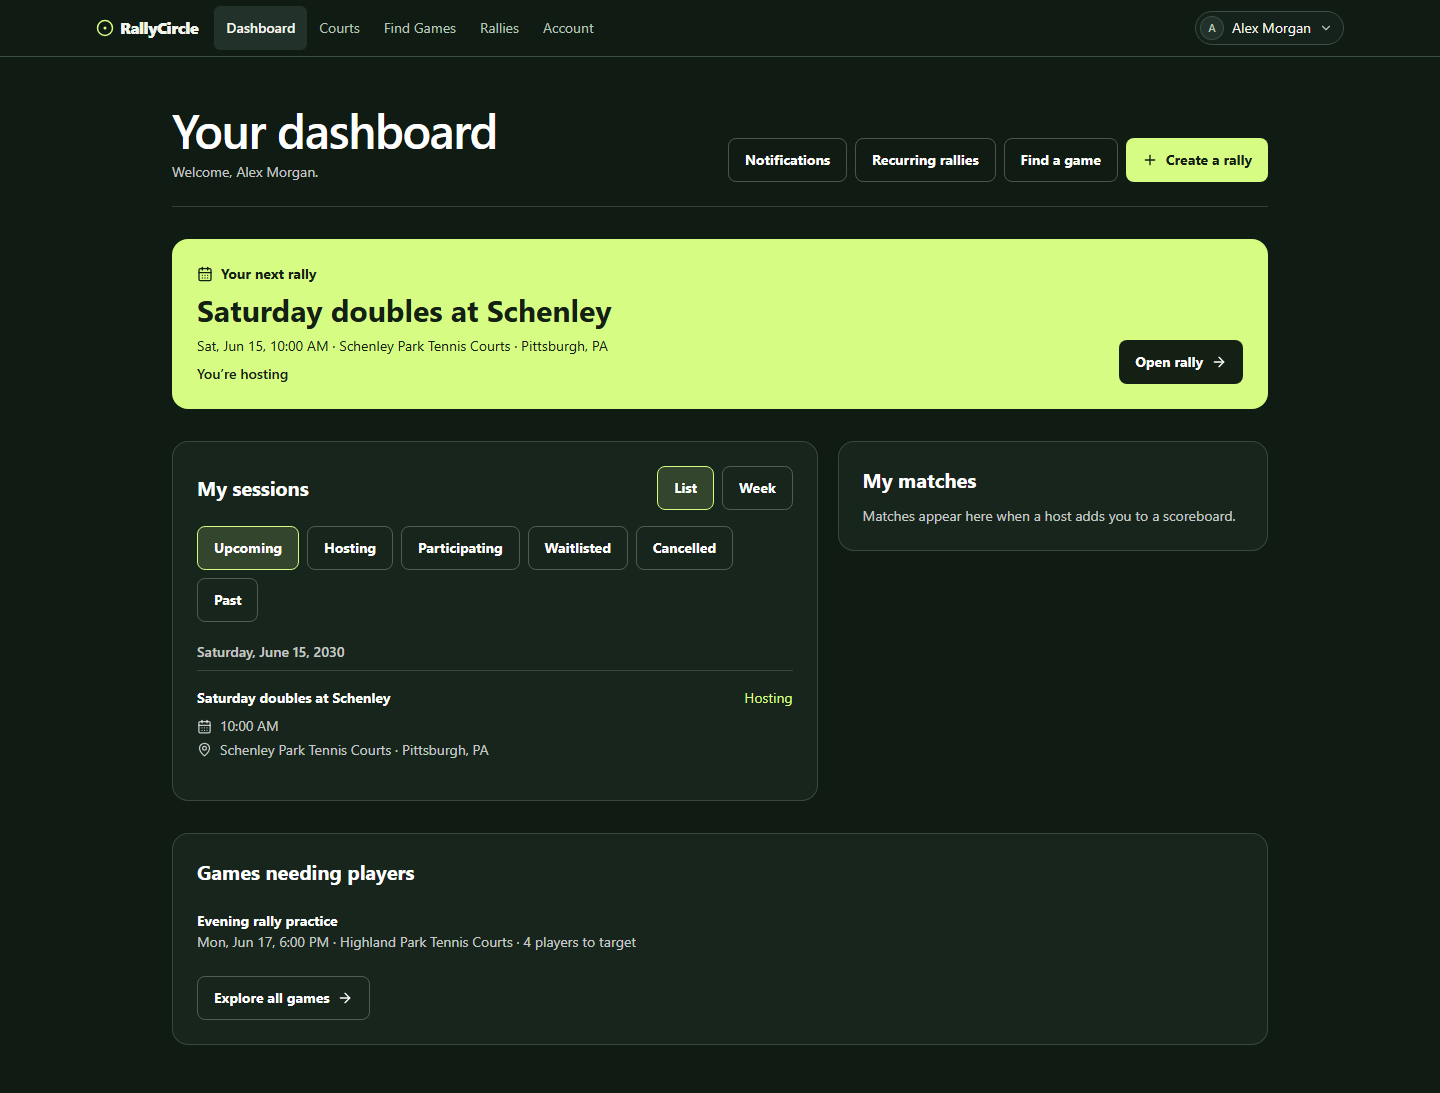 RallyCircle Dashboard Courts Find Games Rallies Account A Alex Morgan
Your dashboard
Welcome, Alex Morgan.
Notifications Recurring rallies Find a game Create a rally
Your next rally
Saturday doubles at Schenley
Sat, Jun 15, 10:00 AM · Schenley Park Tennis Courts · Pittsburgh, PA
You’re hosting
Open rally
My sessions
List Week
Upcoming Hosting Participating Waitlisted Cancelled
Past
Saturday, June 15, 2030
Saturday doubles at Schenley Hosting
10:00 AM
Schenley Park Tennis Courts · Pittsburgh, PA
My matches
Matches appear here when a host adds you to a scoreboard.
Games needing players
Evening rally practice
Mon, Jun 17, 6:00 PM · Highland Park Tennis Courts · 4 players to target
Explore all games